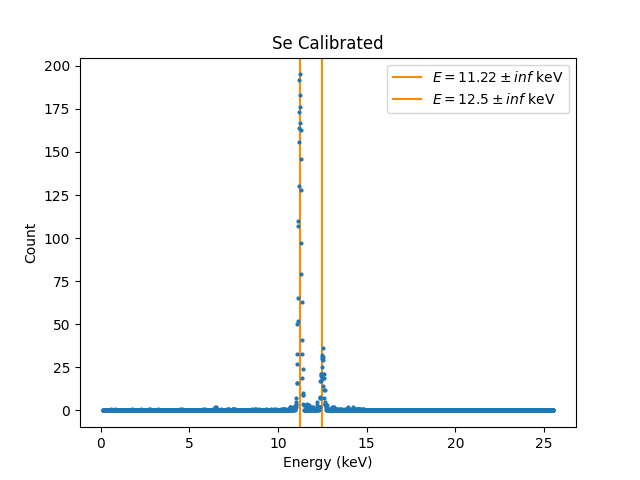 Se Calibrated
E = 11.22 ± inf keV
E = 12.5 ± inf keV
200
175
150
125
100
75
50
25
0
Count
0 5 10 15 20 25
Energy (keV)